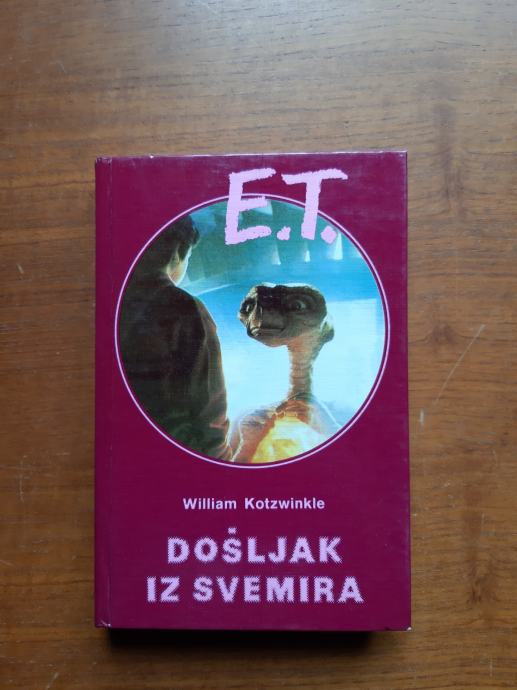 E.T.
William Kotzwinkle
DOŠLJAK
IZ SVEMIRA